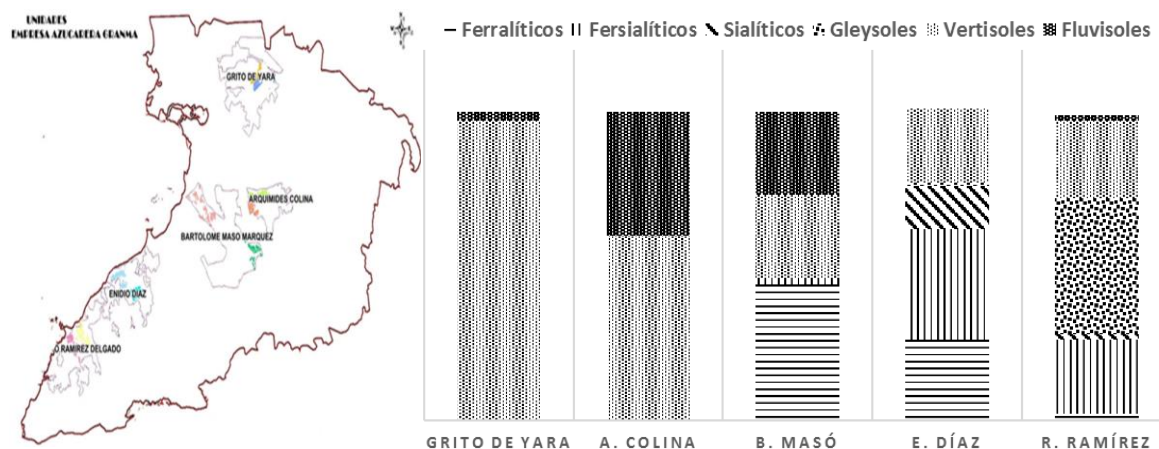 UNIDADES
EMPRESA AZUCARERA GRANMA
GRITO DE YARA
ARQUIMIDES COLINA
BARTOLOME MASO MARQUEZ
ENIDIO DIAZ
O RAMIREZ DELGADO
Ferralíticos Fersialíticos Sialíticos Gleysoles Vertisoles Fluvisoles
GRITO DE YARA A. COLINA B. MASÓ E. DÍAZ R. RAMÍREZ